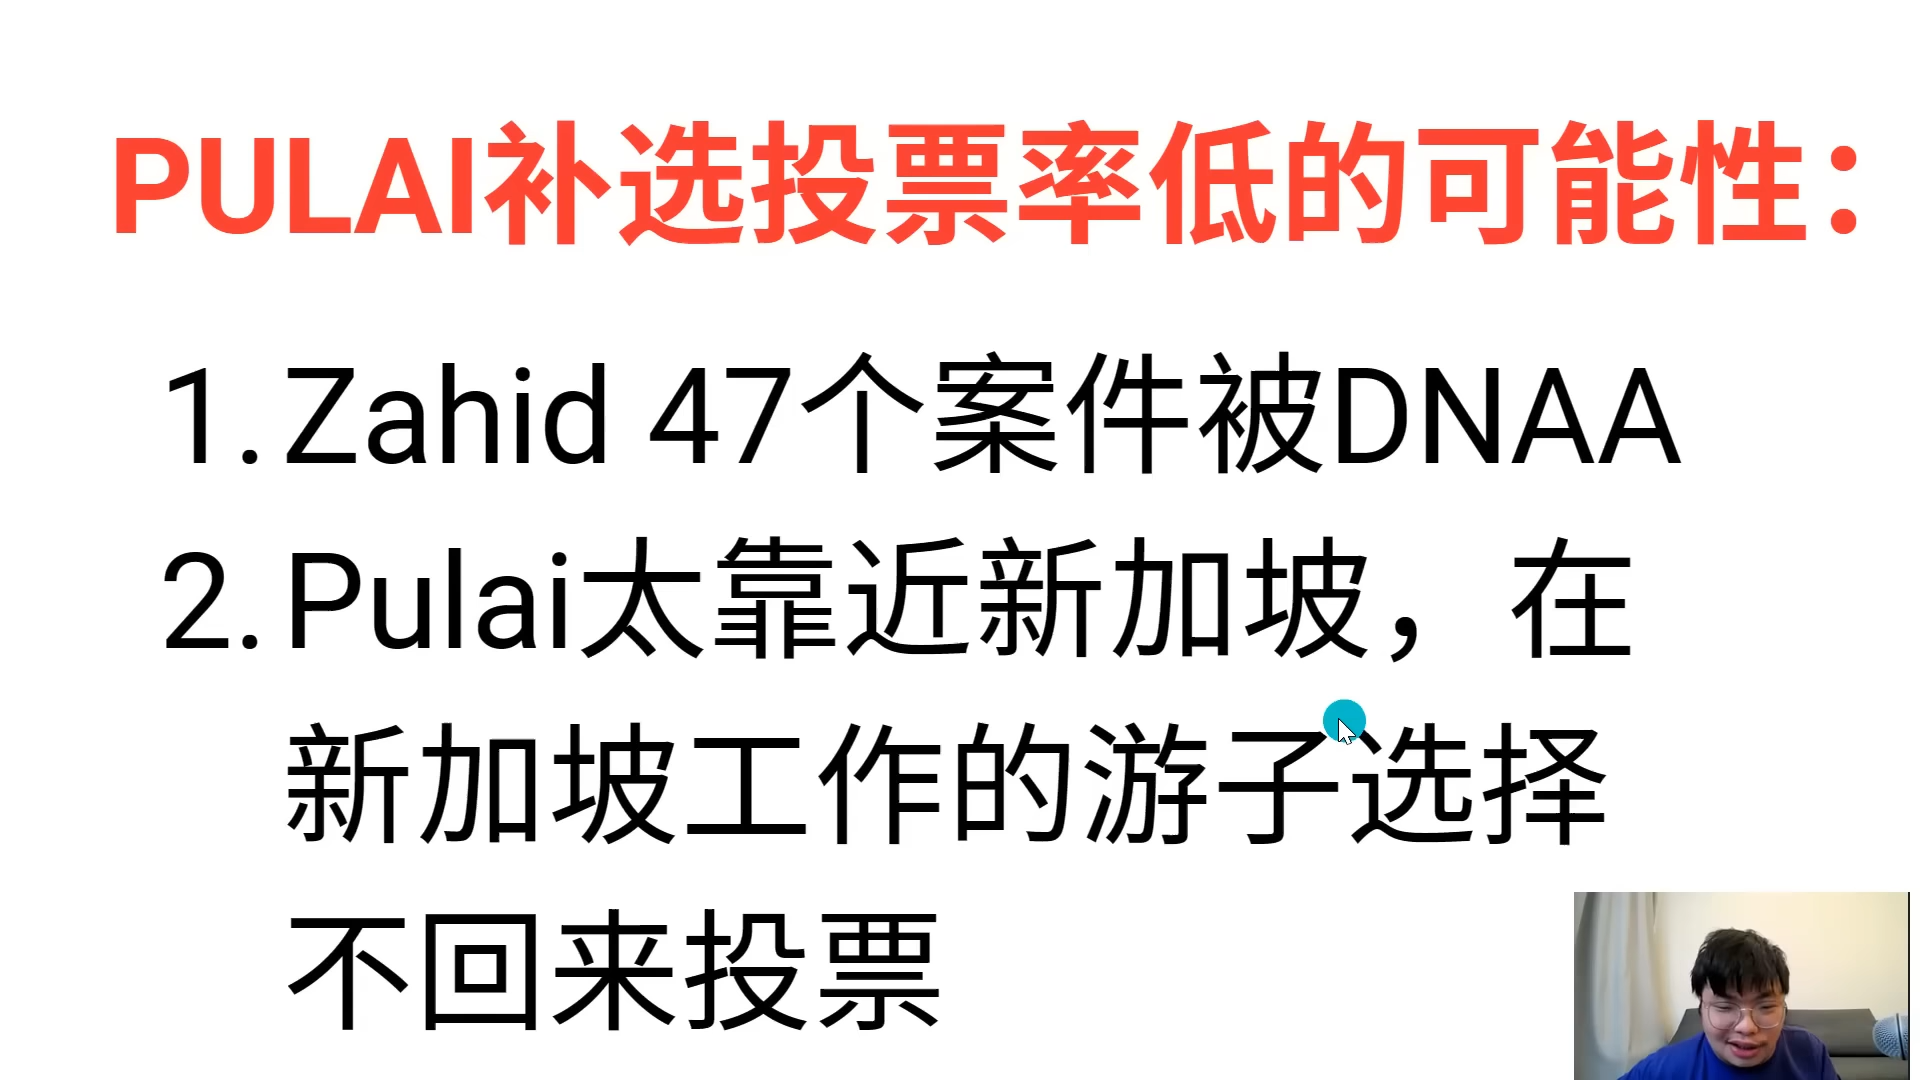 PULAI补选投票率低的可能性：
1. Zahid 47个案件被DNAA
2. Pulai太靠近新加坡，在
新加坡工作的游子选择
不回来投票